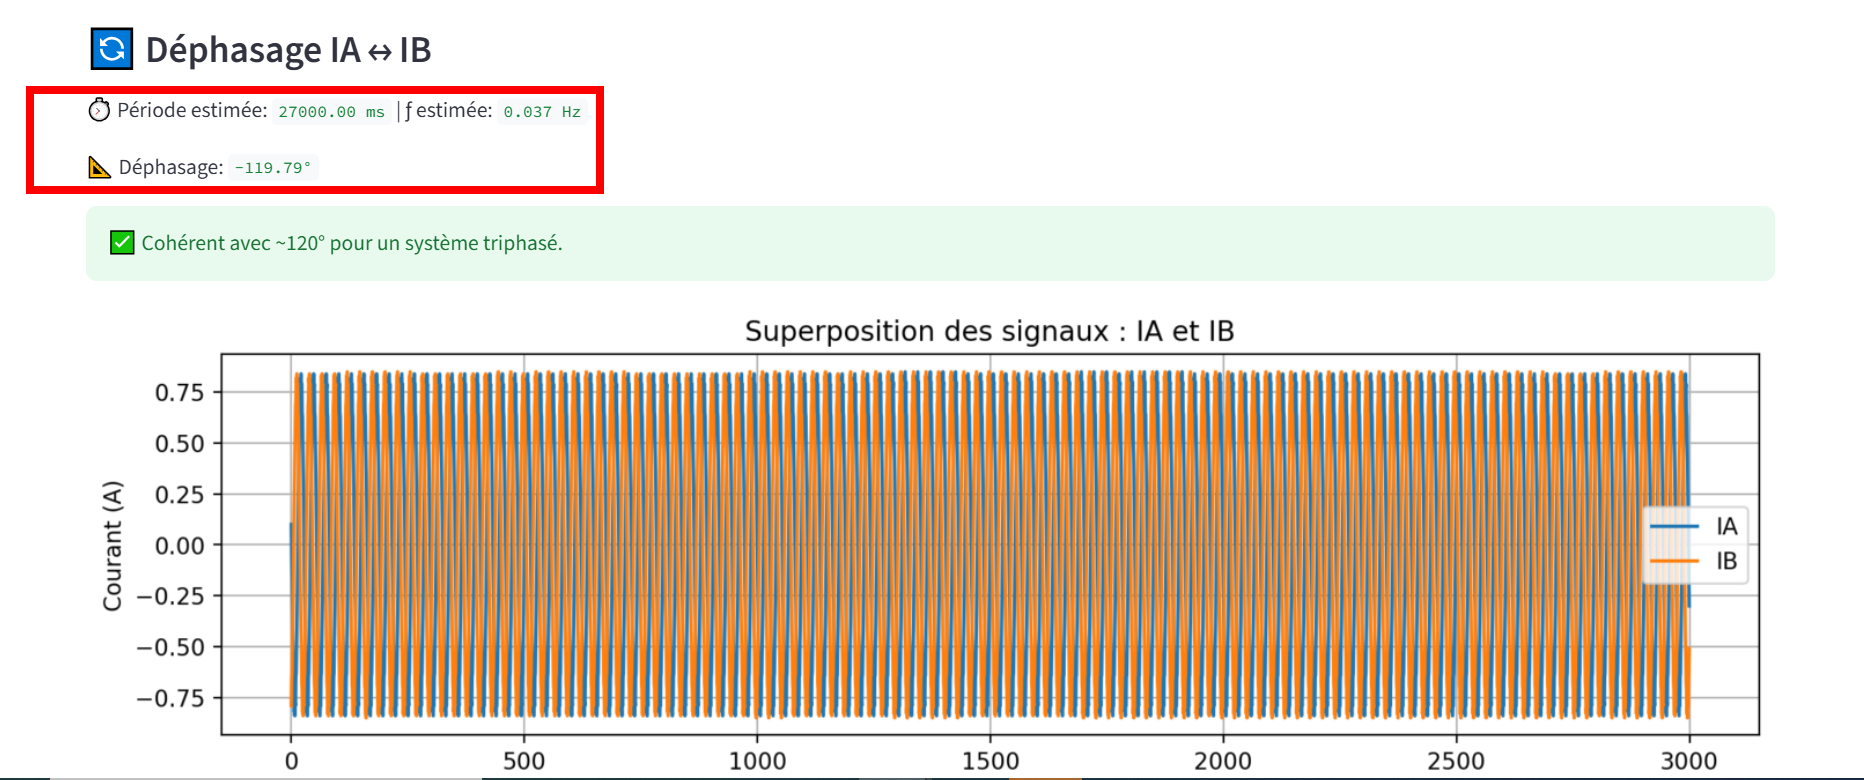 Déphasage IA ↔ IB
Période estimée: 27000.00 ms | ƒ estimée: 0.037 Hz
Déphasage: -119.79°
Cohérent avec ~120° pour un système triphasé.
Superposition des signaux : IA et IB
0.75
0.50
0.25
0.00
−0.25
−0.50
−0.75
Courant (A)
IA
IB
0 500 1000 1500 2000 2500 3000